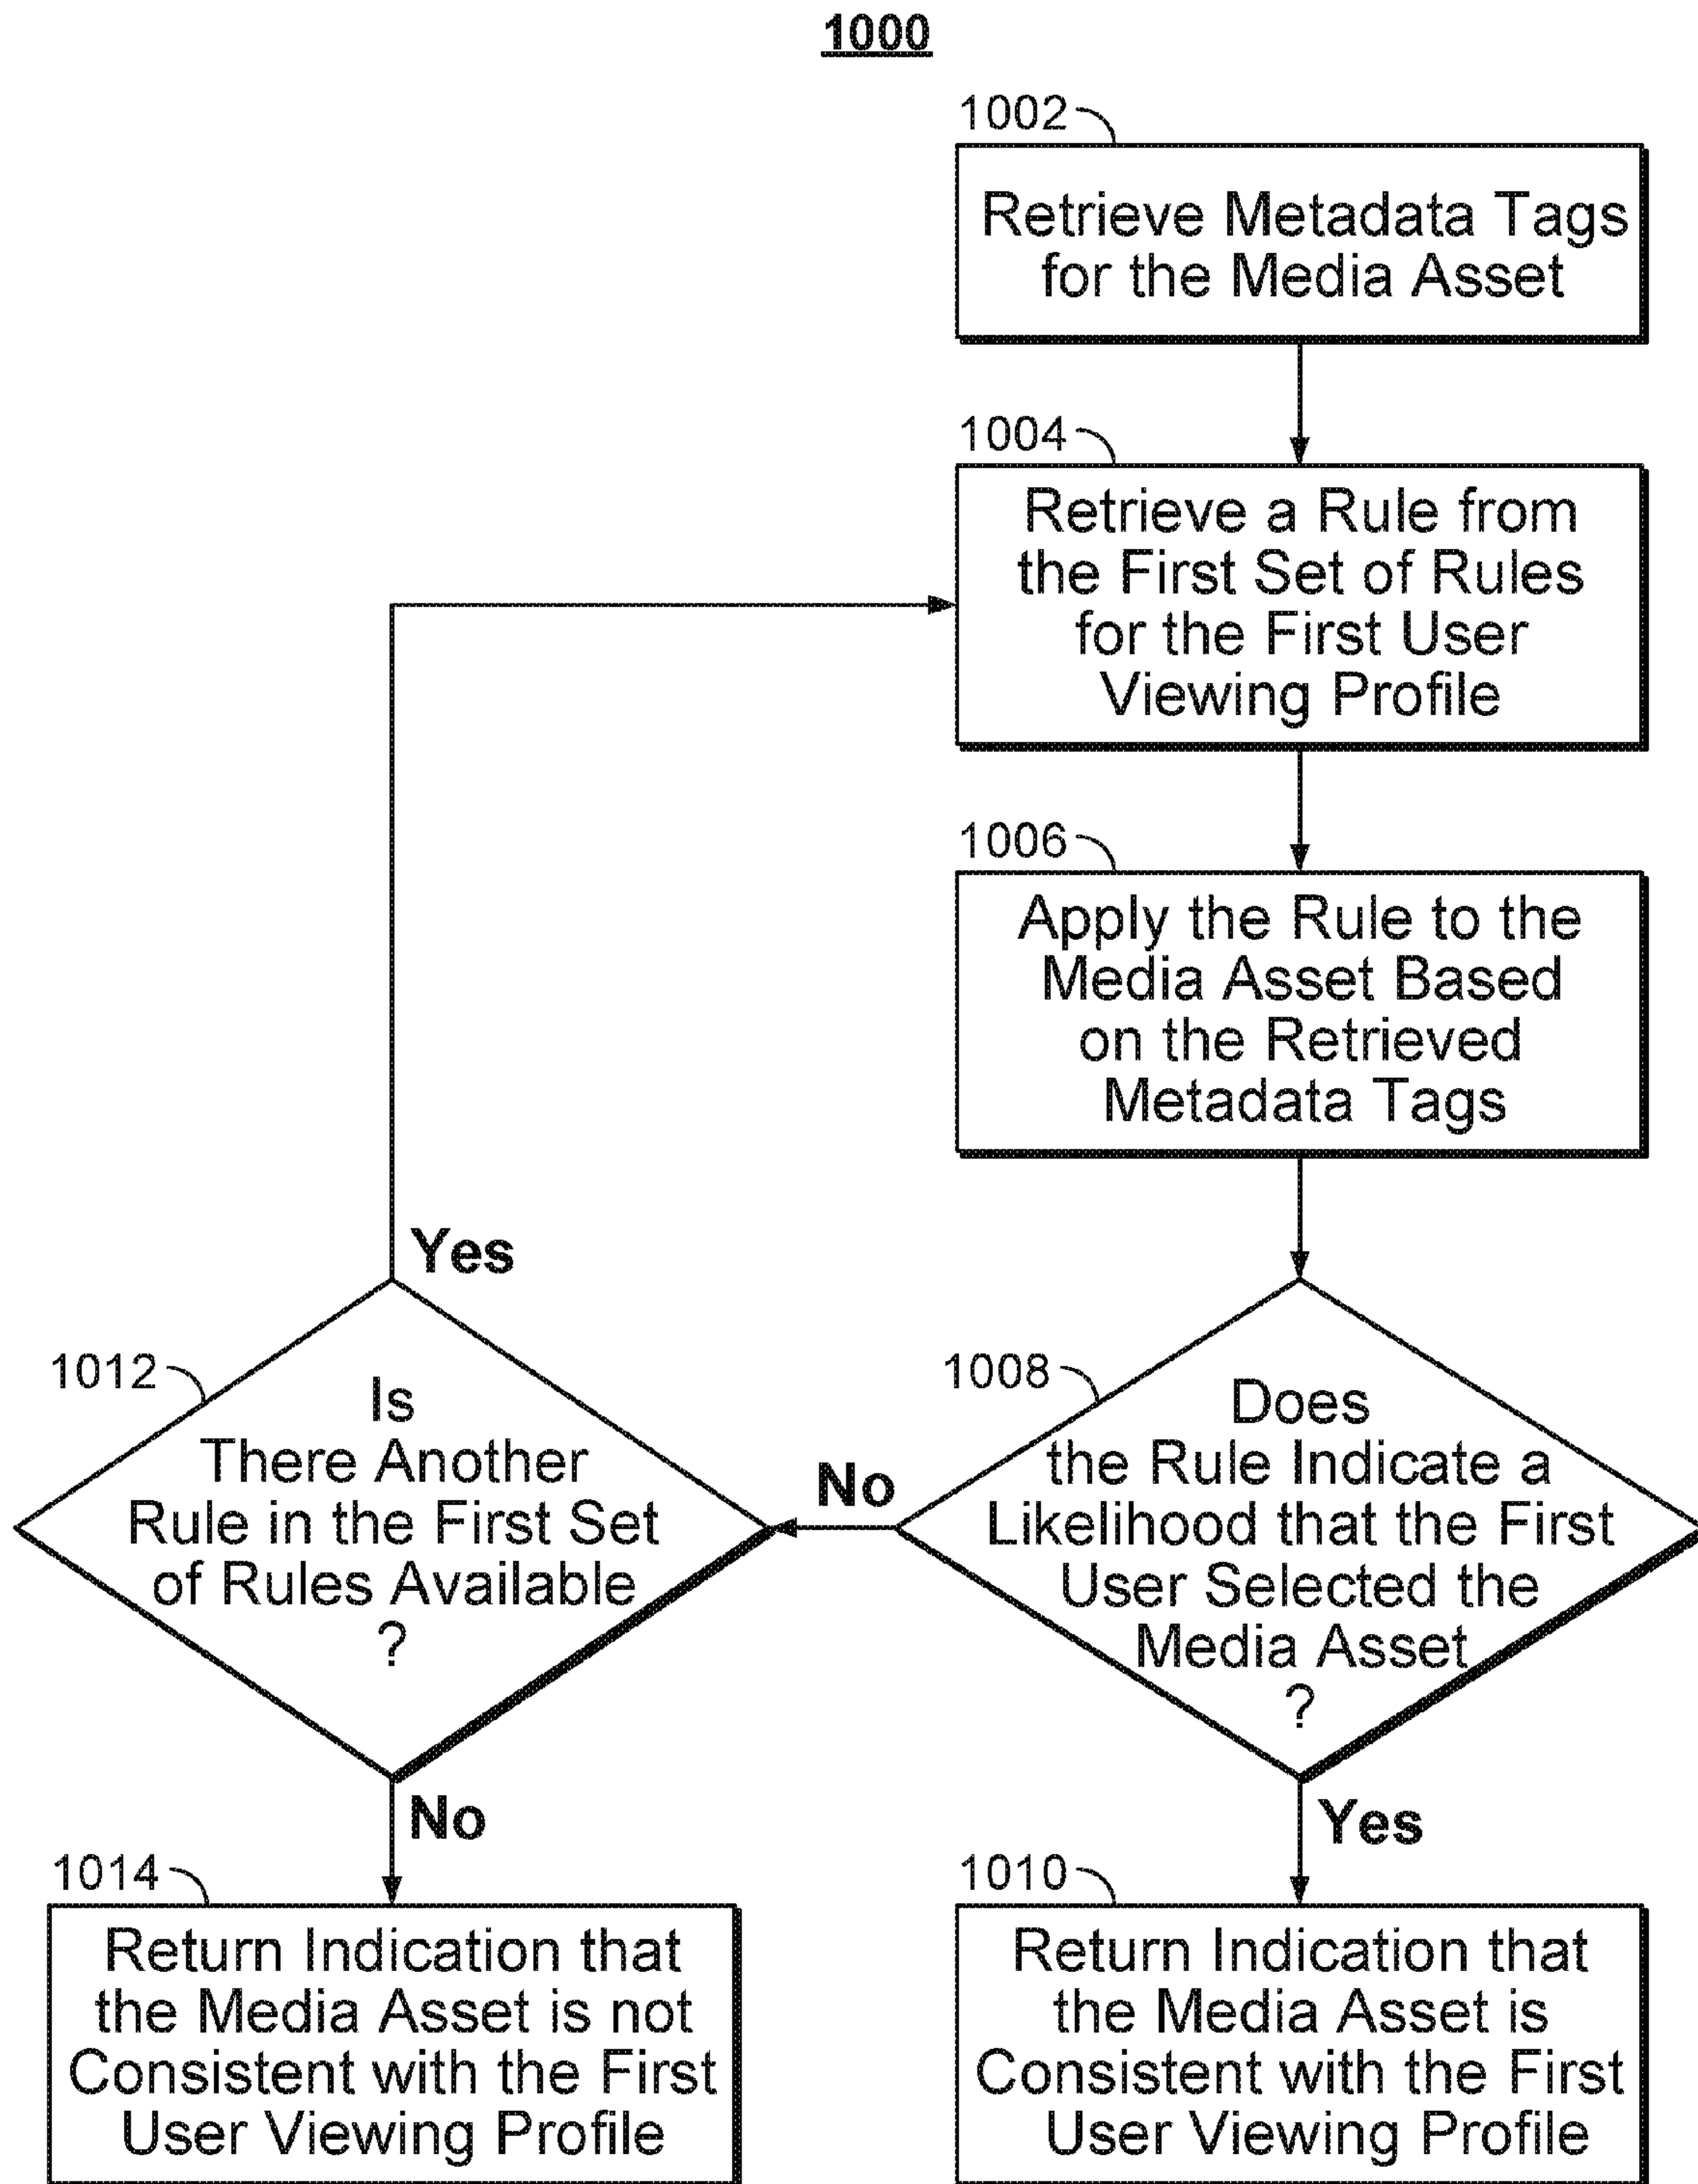 1000
1002
Retrieve Metadata Tags
for the Media Asset
1004
Retrieve a Rule from
the First Set of Rules
for the First User
Viewing Profile
1006
Apply the Rule to the
Media Asset Based
on the Retrieved
Metadata Tags
1008
Does
the Rule Indicate a
Likelihood that the First
User Selected the
Media Asset
?
No
Yes
1012
Is
There Another
Rule in the First Set
of Rules Available
?
Yes
No
1014
Return Indication that
the Media Asset is not
Consistent with the First
User Viewing Profile
1010
Return Indication that
the Media Asset is
Consistent with the First
User Viewing Profile